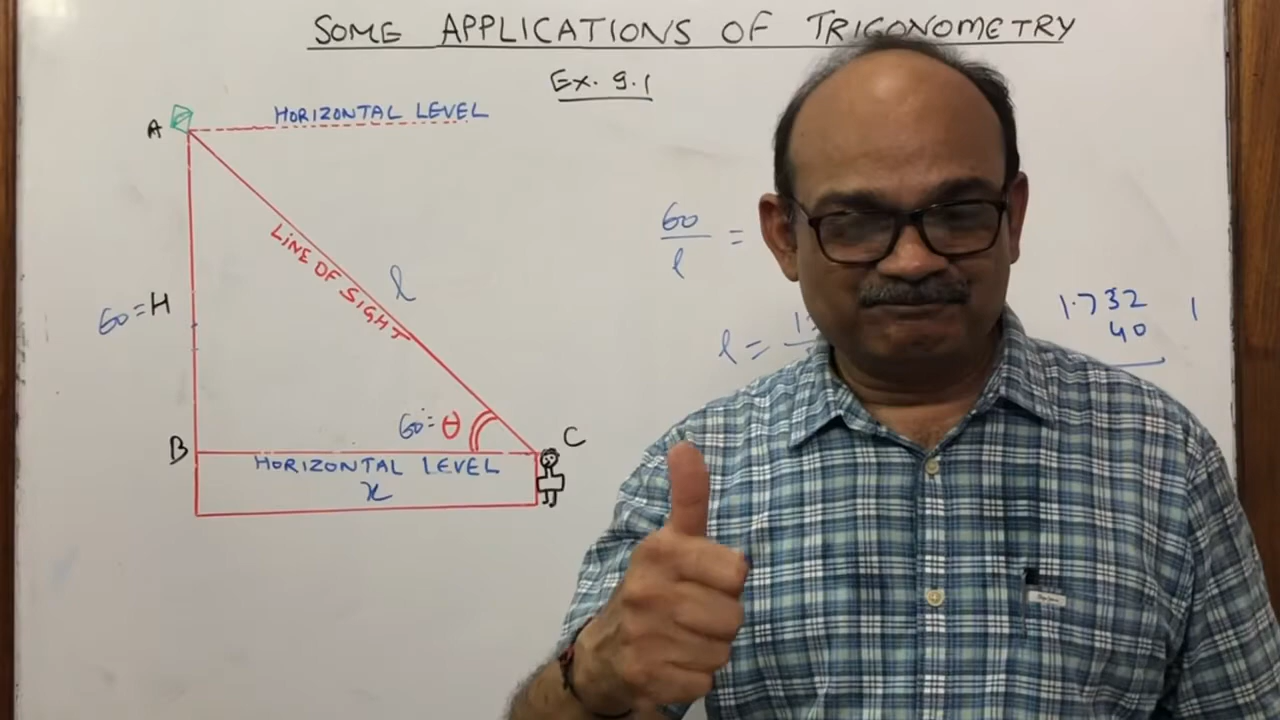 SOME APPLICATIONS OF TRIGONOMETRY
Ex. 9.1
A
HORIZONTAL LEVEL
LINE OF SIGHT
l
60 = H
60° = θ
B
C
HORIZONTAL LEVEL
x
60
l
=
l =
1.732
40
1